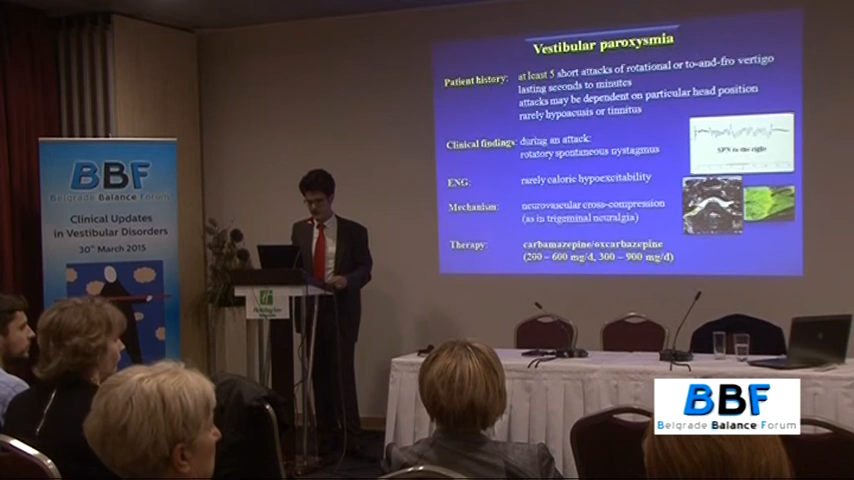 Vestibular paroxysmia
Patient history: at least 5 short attacks of rotational or to-and-fro vertigo
lasting seconds to minutes
attacks may be dependent on particular head position
rarely hypoacusis or tinnitus
Clinical findings: during an attack:
rotatory spontaneous nystagmus
SPN to the right
ENG: rarely caloric hypoexcitability
Mechanism: neurovascular cross-compression
(as in trigeminal neuralgia)
Therapy: carbamazepine/oxcarbazepine
(200 – 600 mg/d, 300 – 900 mg/d)
BBF
Belgrade Balance Forum
Clinical Updates
in Vestibular Disorders
30th March 2015
Holiday Inn
BBF
Belgrade Balance Forum